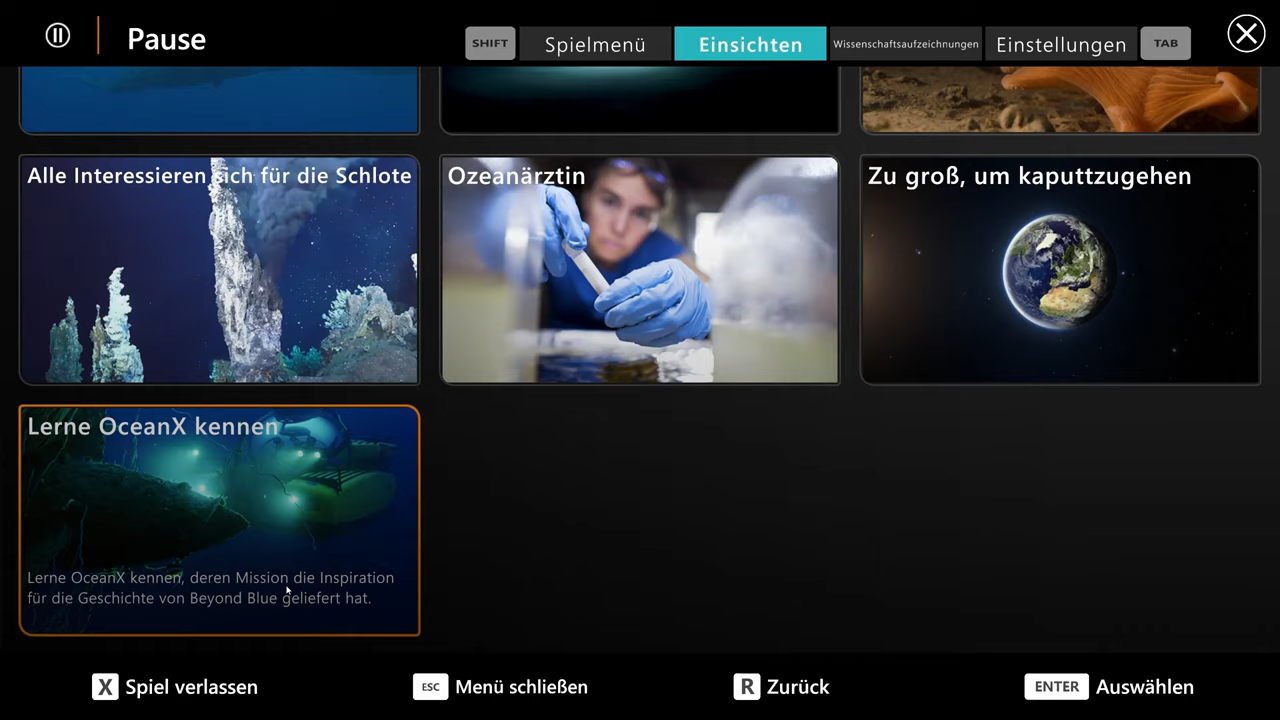 Pause
SHIFT
Spielmenü
Einsichten
Wissenschaftsaufzeichnungen
Einstellungen
TAB
Alle Interessieren sich für die Schlote
Ozeanärztin
Zu groß, um kaputtzugehen
Lerne OceanX kennen
Lerne OceanX kennen, deren Mission die Inspiration
für die Geschichte von Beyond Blue geliefert hat.
X Spiel verlassen
ESC Menü schließen
R Zurück
ENTER Auswählen